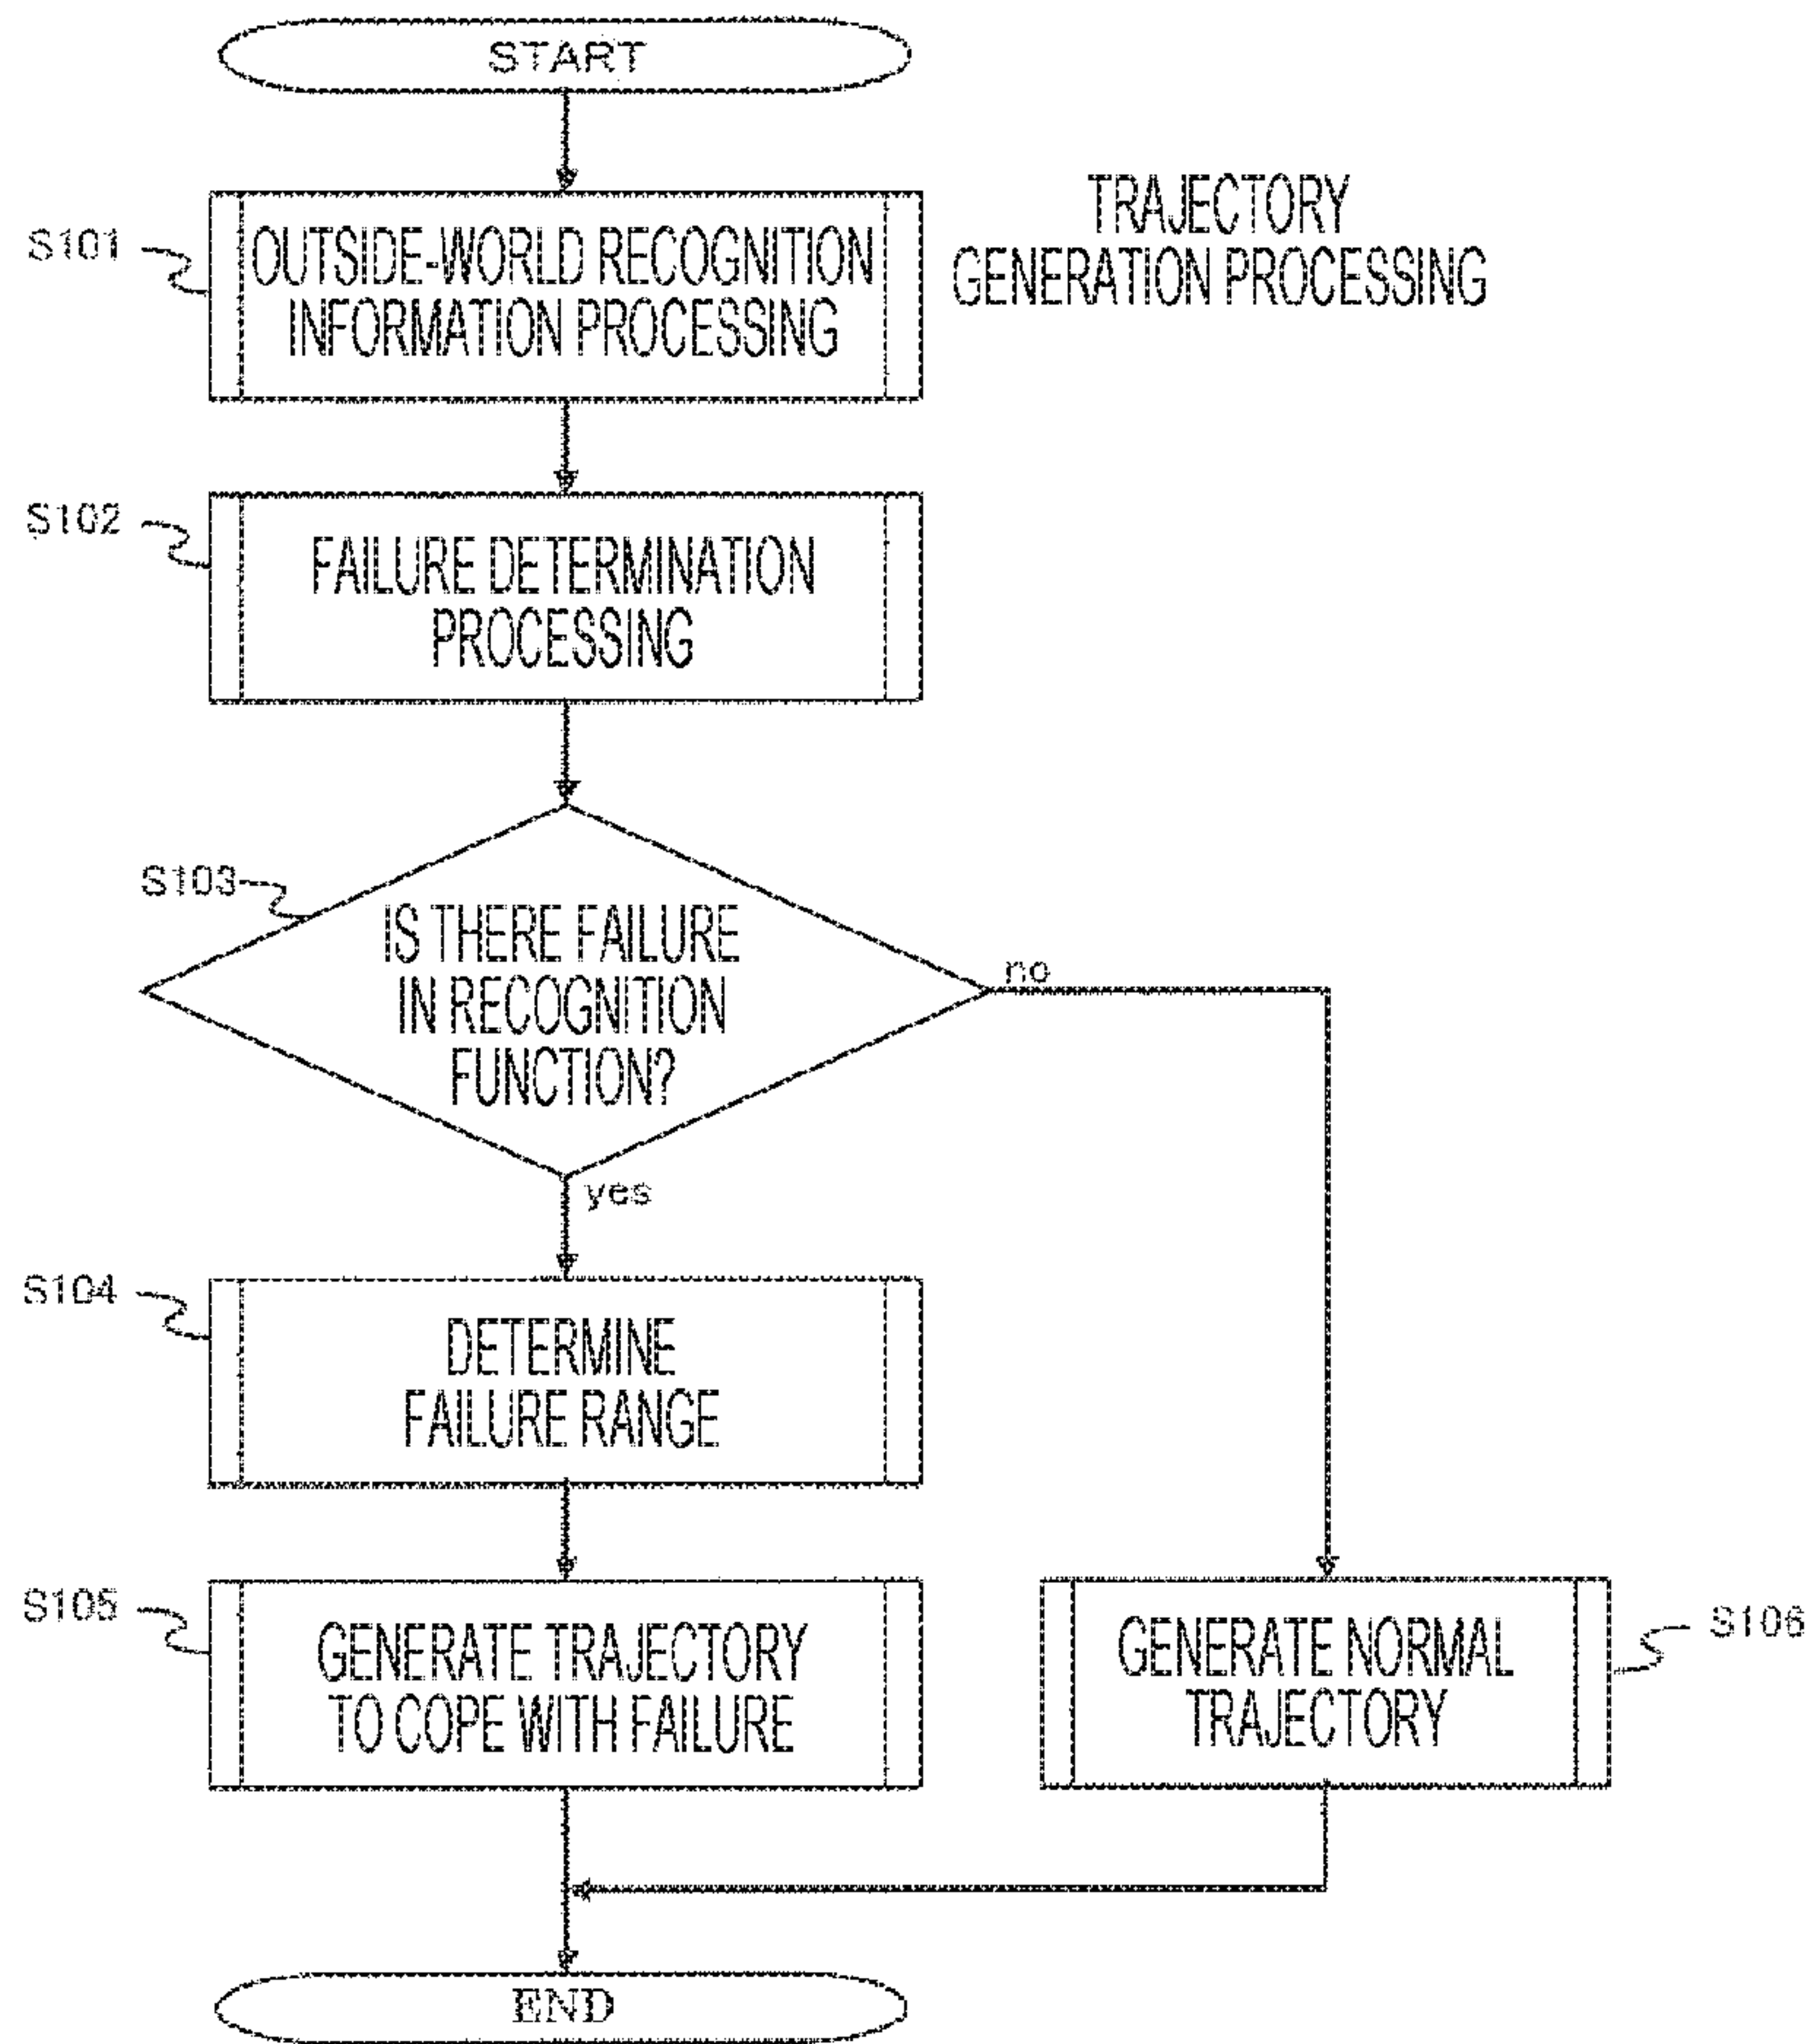 START
TRAJECTORY
GENERATION PROCESSING
S101
OUTSIDE-WORLD RECOGNITION
INFORMATION PROCESSING
S102
FAILURE DETERMINATION
PROCESSING
S103
IS THERE FAILURE
IN RECOGNITION
FUNCTION?
no
yes
S104
DETERMINE
FAILURE RANGE
S105
GENERATE TRAJECTORY
TO COPE WITH FAILURE
GENERATE NORMAL
TRAJECTORY
S106
END